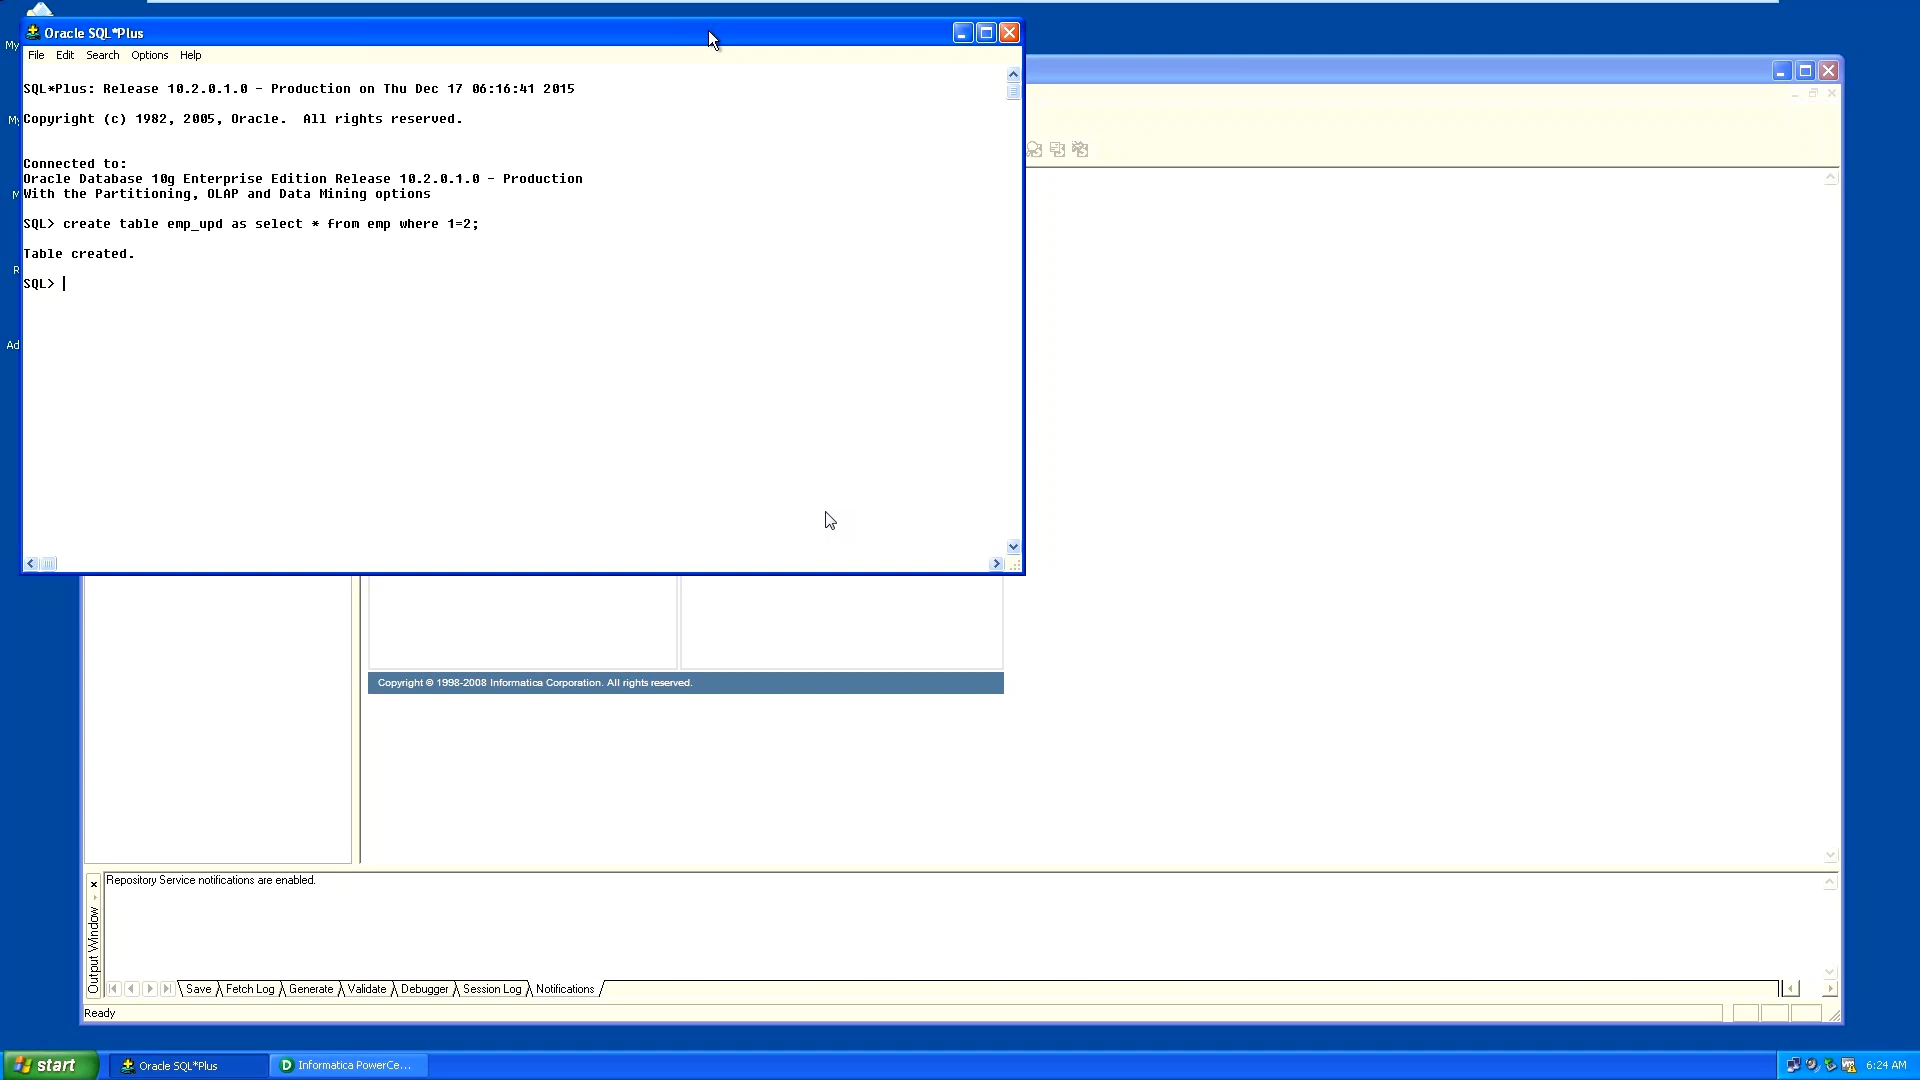 My
Oracle SQL*Plus
File Edit Search Options Help
SQL*Plus: Release 10.2.0.1.0 - Production on Thu Dec 17 06:16:41 2015
Copyright (c) 1982, 2005, Oracle.  All rights reserved.
Connected to:
Oracle Database 10g Enterprise Edition Release 10.2.0.1.0 - Production
With the Partitioning, OLAP and Data Mining options
SQL> create table emp_upd as select * from emp where 1=2;
Table created.
SQL>
My
M
R
Ad
Copyright © 1998-2008 Informatica Corporation. All rights reserved.
Output Window
Repository Service notifications are enabled.
Save Fetch Log Generate Validate Debugger Session Log Notifications
Ready
start Oracle SQL*Plus Informatica PowerCe... 6:24 AM